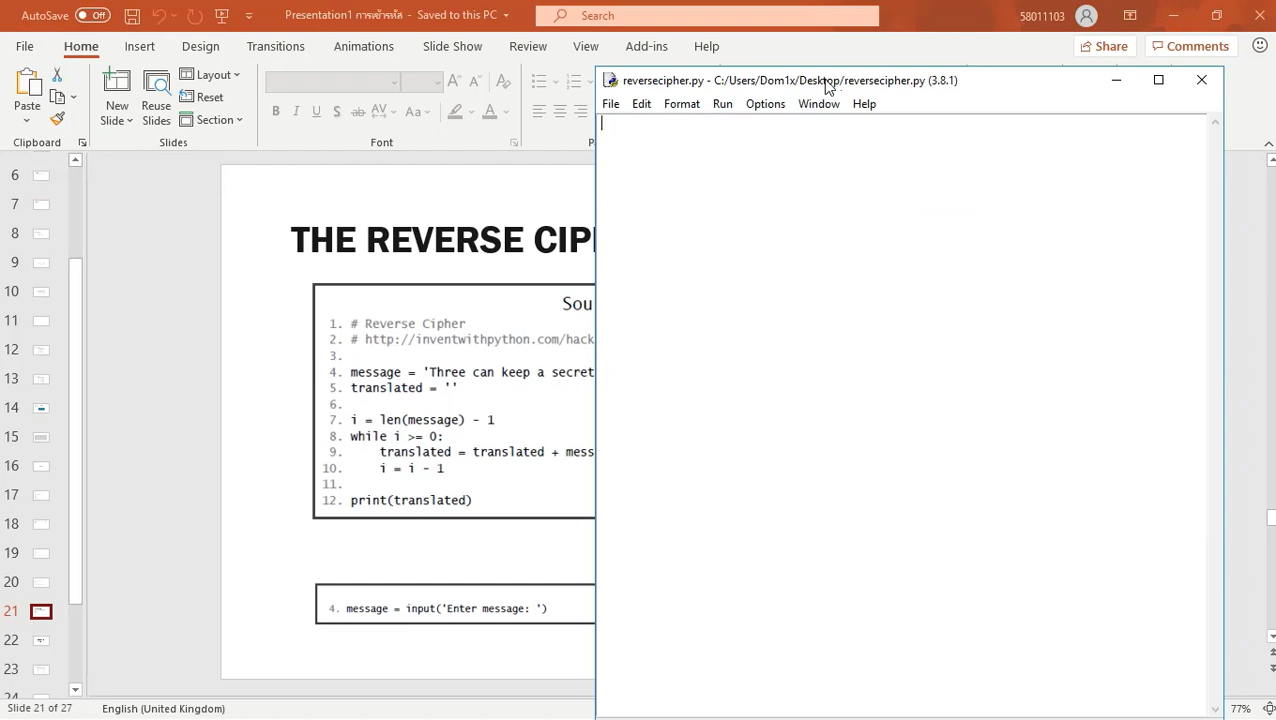 AutoSave Off Presentation1 การเข้ารหัส - Saved to this PC Search 58011103
File Home Insert Design Transitions Animations Slide Show Review View Add-ins Help Share Comments
Paste
Clipboard
New Slides
Reuse Slides
Layout
Reset
Section
Slides
B I U S AV Aa
Font
6
7
8
9
10
11
12
13
14
15
16
17
18
19
20
21
22
23
24
THE REVERSE CIP
Sou
1. # Reverse Cipher
2. # http://inventwithpython.com/hack
3.
4. message = 'Three can keep a secret
5. translated = ''
6.
7. i = len(message) - 1
8. while i >= 0:
9. translated = translated + mess
10. i = i - 1
11.
12. print(translated)
4. message = input('Enter message: ')
reversecipher.py - C:/Users/Dom1x/Desktop/reversecipher.py (3.8.1)
File Edit Format Run Options Window Help
Slide 21 of 27 English (United Kingdom) 77%